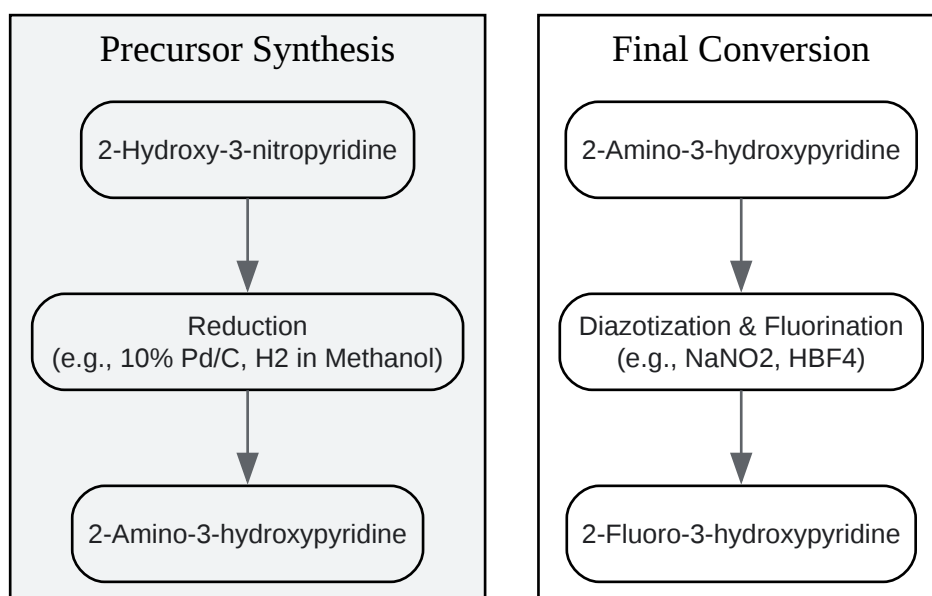 Precursor Synthesis
2-Hydroxy-3-nitropyridine
Reduction
(e.g., 10% Pd/C, H2 in Methanol)
2-Amino-3-hydroxypyridine
Final Conversion
2-Amino-3-hydroxypyridine
Diazotization & Fluorination
(e.g., NaNO2, HBF4)
2-Fluoro-3-hydroxypyridine